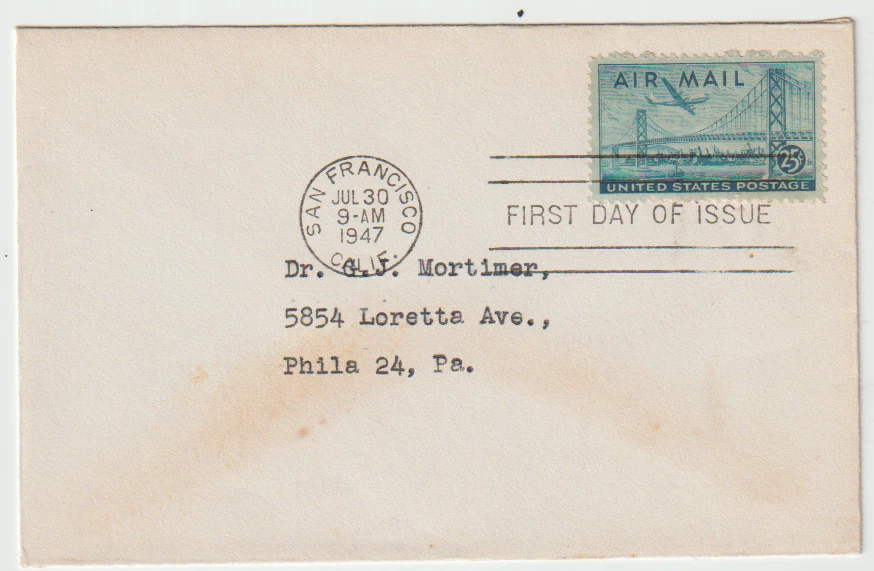 AIR MAIL
25¢
UNITED STATES POSTAGE
SAN FRANCISCO
JUL 30
9-AM
1947
CALIF.
FIRST DAY OF ISSUE
Dr. G.J. Mortimer,
5854 Loretta Ave.,
Phila 24, Pa.